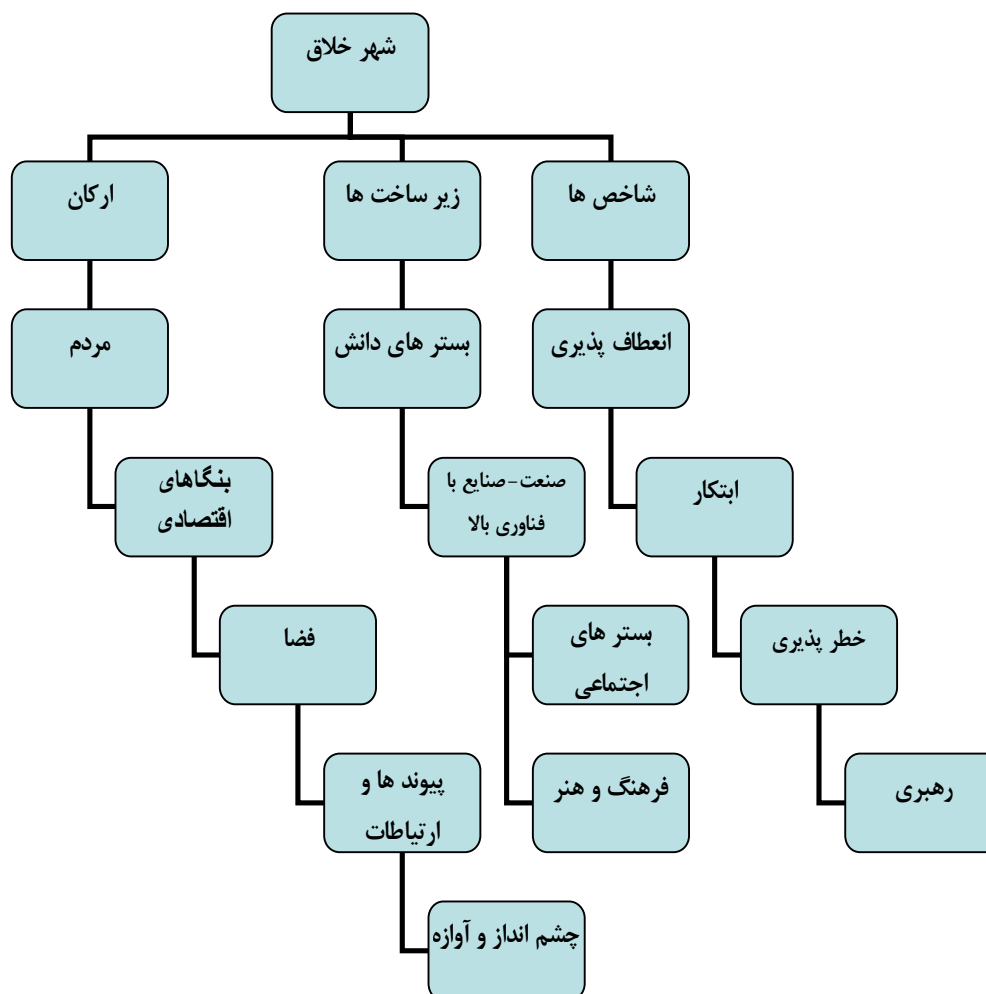 شهر خلاق
شاخص ها
زیر ساخت ها
ارکان
انعطاف پذیری
بستر های دانش
مردم
ابتکار
صنعت-صنایع با
فناوری بالا
بنگاهای
اقتصادی
خطر پذیری
بستر های
اجتماعی
فضا
رهبری
فرهنگ و هنر
پیوند ها و
ارتیاطات
چشم انداز و آوازه